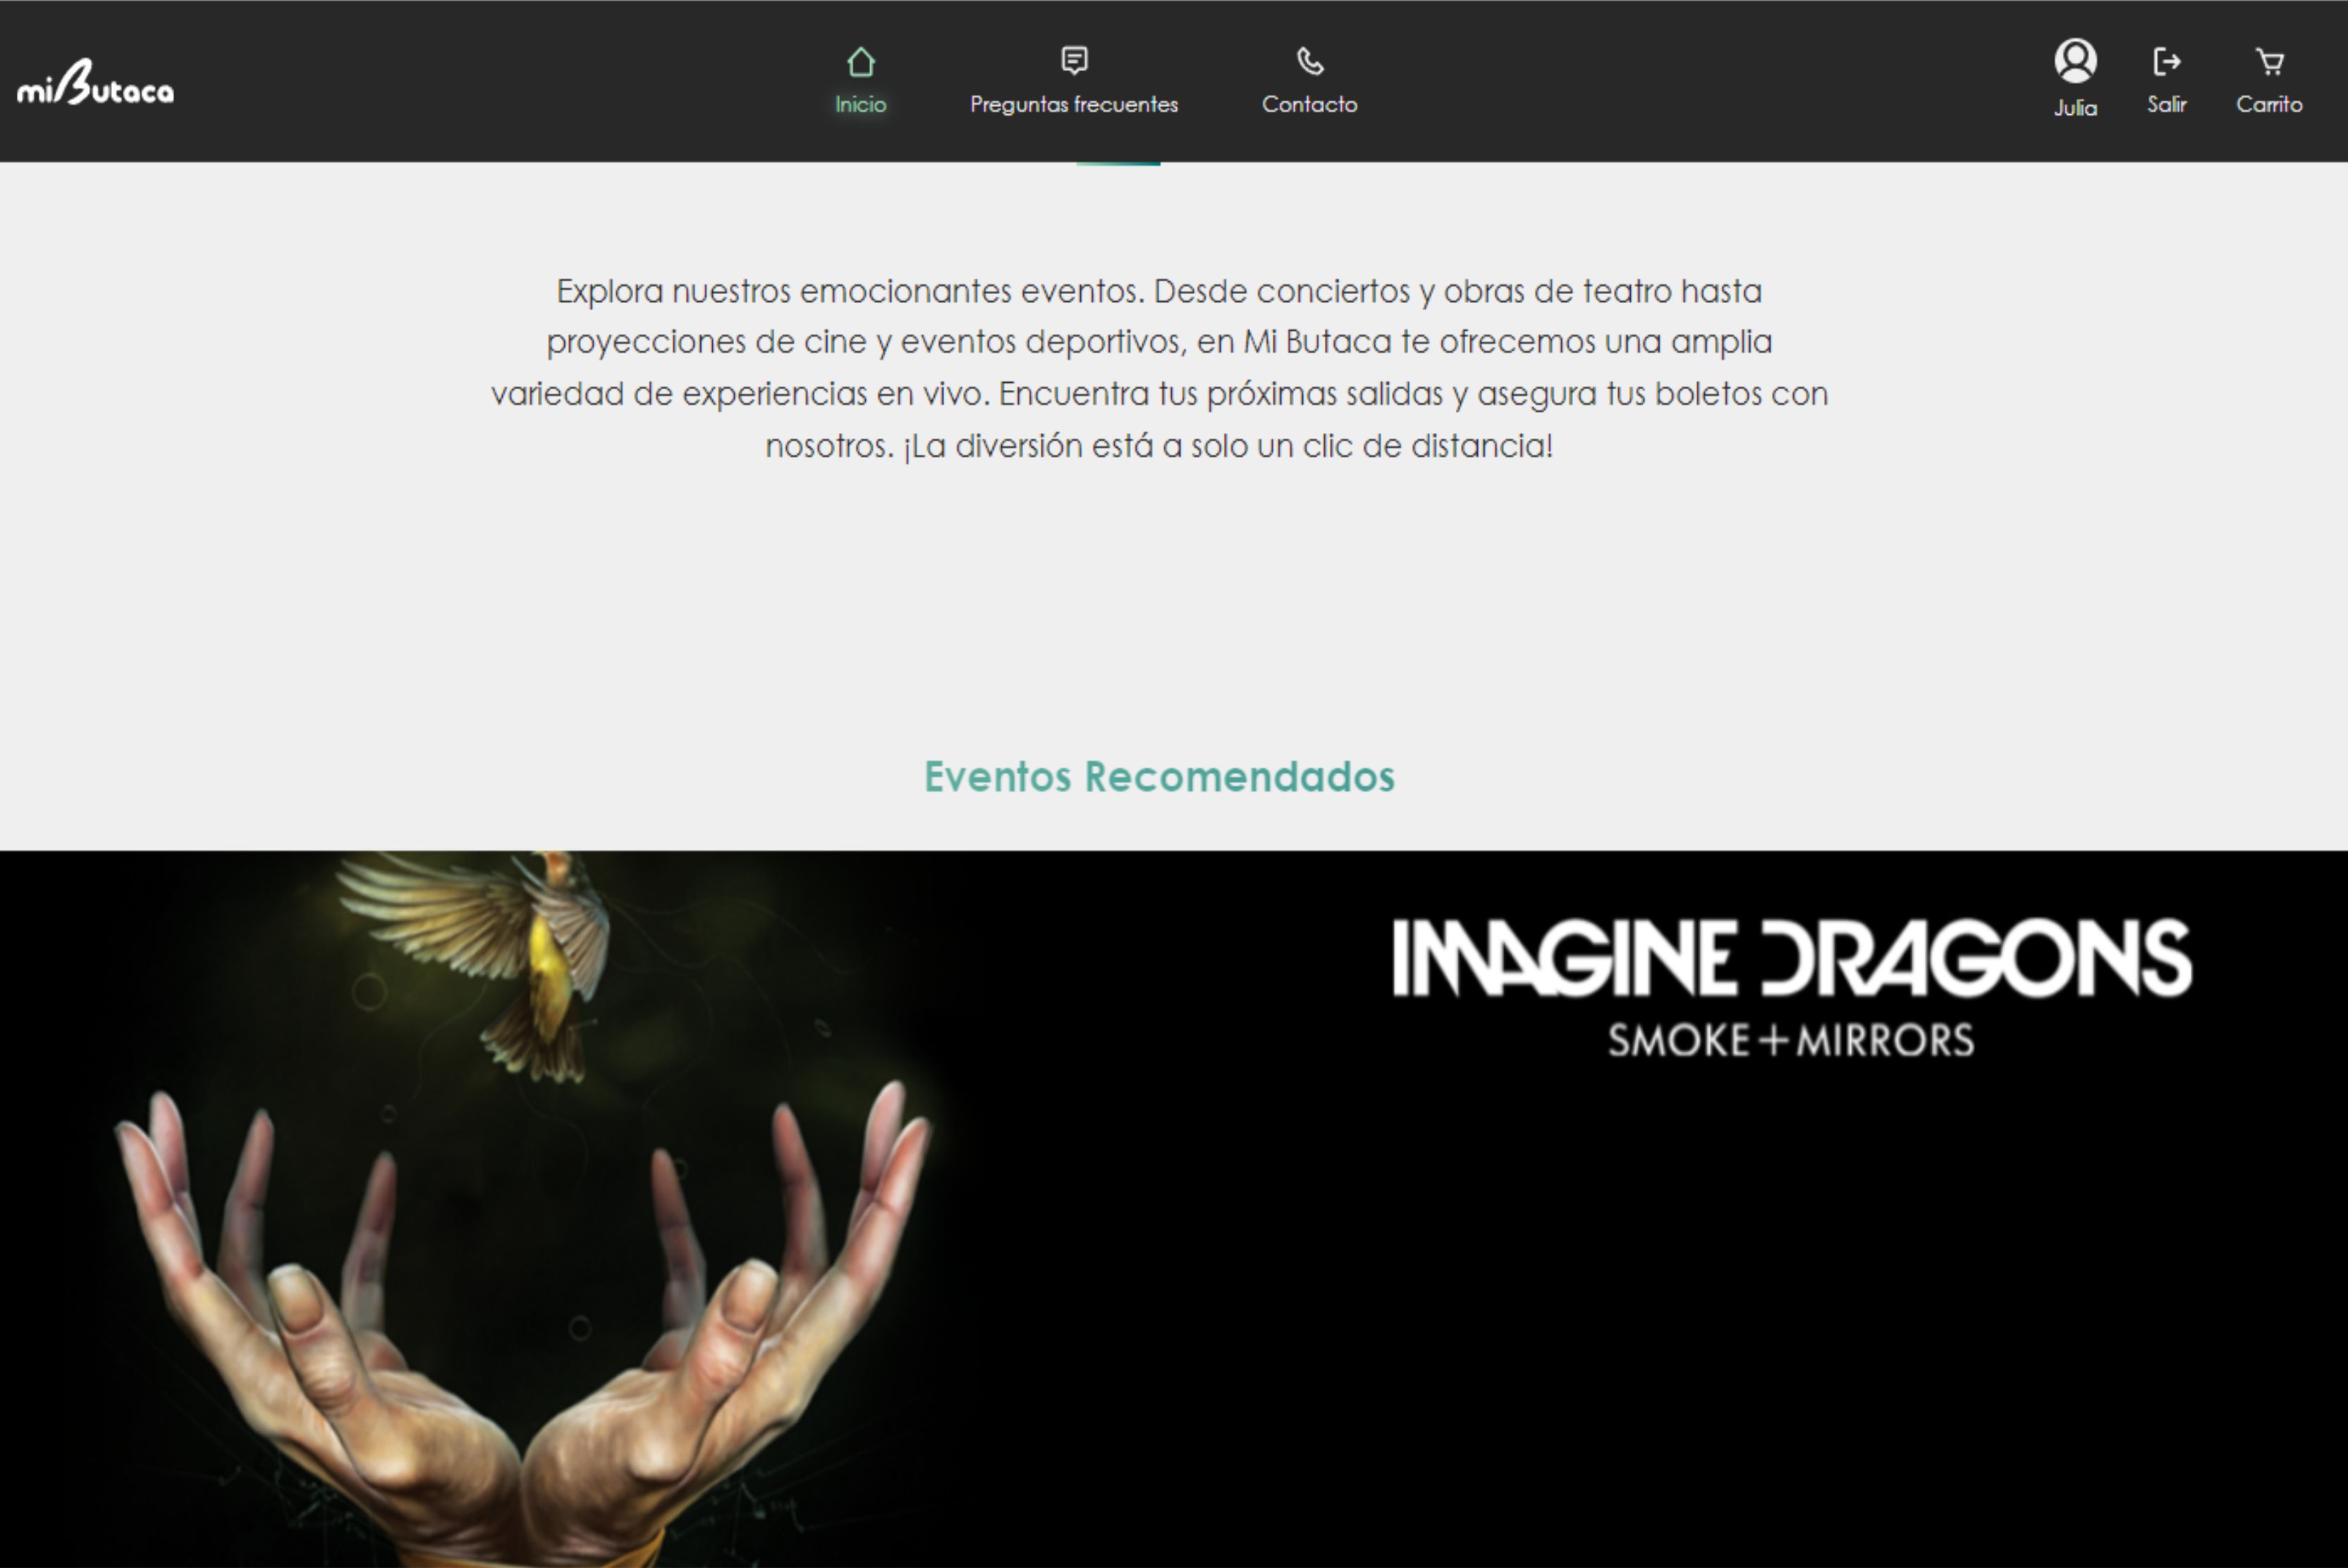 miButaca
Inicio
Preguntas frecuentes
Contacto
Julia
Salir
Carrito
Explora nuestros emocionantes eventos. Desde conciertos y obras de teatro hasta
proyecciones de cine y eventos deportivos, en Mi Butaca te ofrecemos una amplia
variedad de experiencias en vivo. Encuentra tus próximas salidas y asegura tus boletos con
nosotros. ¡La diversión está a solo un clic de distancia!
Eventos Recomendados
IMAGINE DRAGONS
SMOKE+MIRRORS